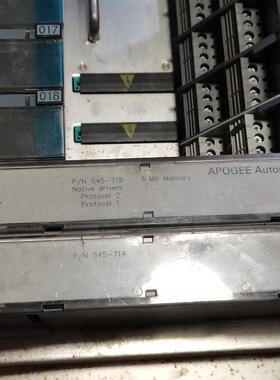 017
018
APOGEE Auto
P/N 545-718 3 MB Memory
Native drivers
Protocol 2
Protocol 1
P/N 545-714